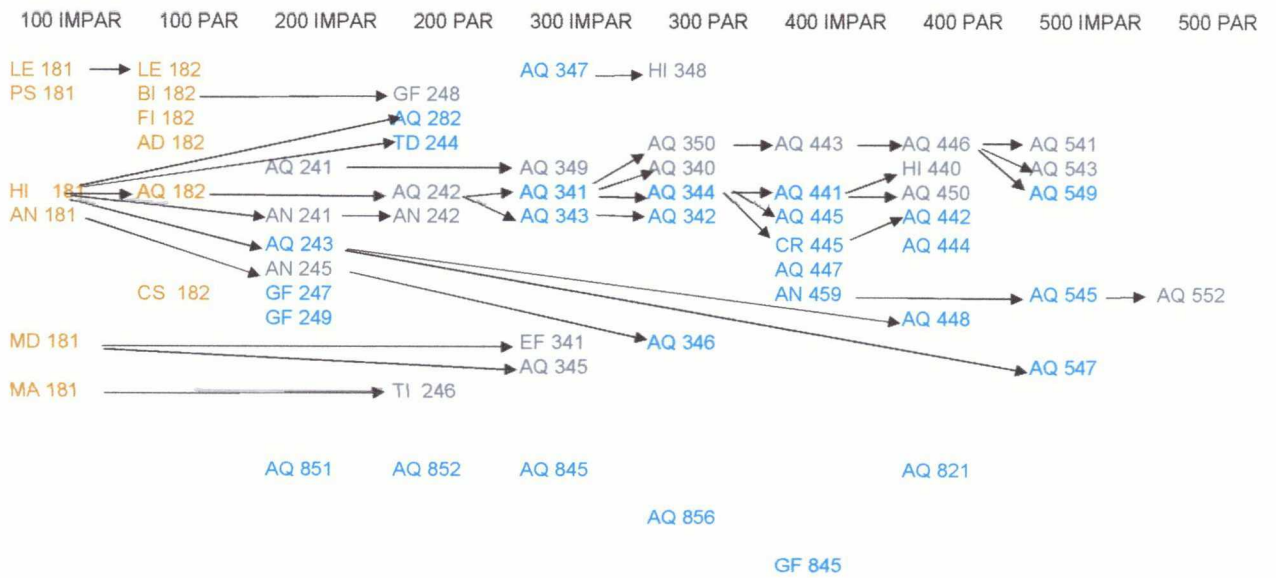 100 IMPAR 100 PAR 200 IMPAR 200 PAR 300 IMPAR 300 PAR 400 IMPAR 400 PAR 500 IMPAR 500 PAR
LE 181 LE 182 AQ 347 HI 348
PS 181 BI 182 GF 248
FI 182 AQ 282
AD 182 TD 244 AQ 350 AQ 443 AQ 446 AQ 541
AQ 241 AQ 349 AQ 340 HI 440 AQ 543
HI 181 AQ 182 AQ 242 AQ 341 AQ 344 AQ 441 AQ 450 AQ 549
AN 181 AN 241 AN 242 AQ 343 AQ 342 AQ 445 AQ 442
AQ 243 CR 445 AQ 444
AN 245 AQ 447
CS 182 GF 247 AN 459 AQ 545 AQ 552
GF 249 AQ 448
MD 181 EF 341 AQ 346
AQ 345 AQ 547
MA 181 TI 246
AQ 851 AQ 852 AQ 845 AQ 821
AQ 856
GF 845